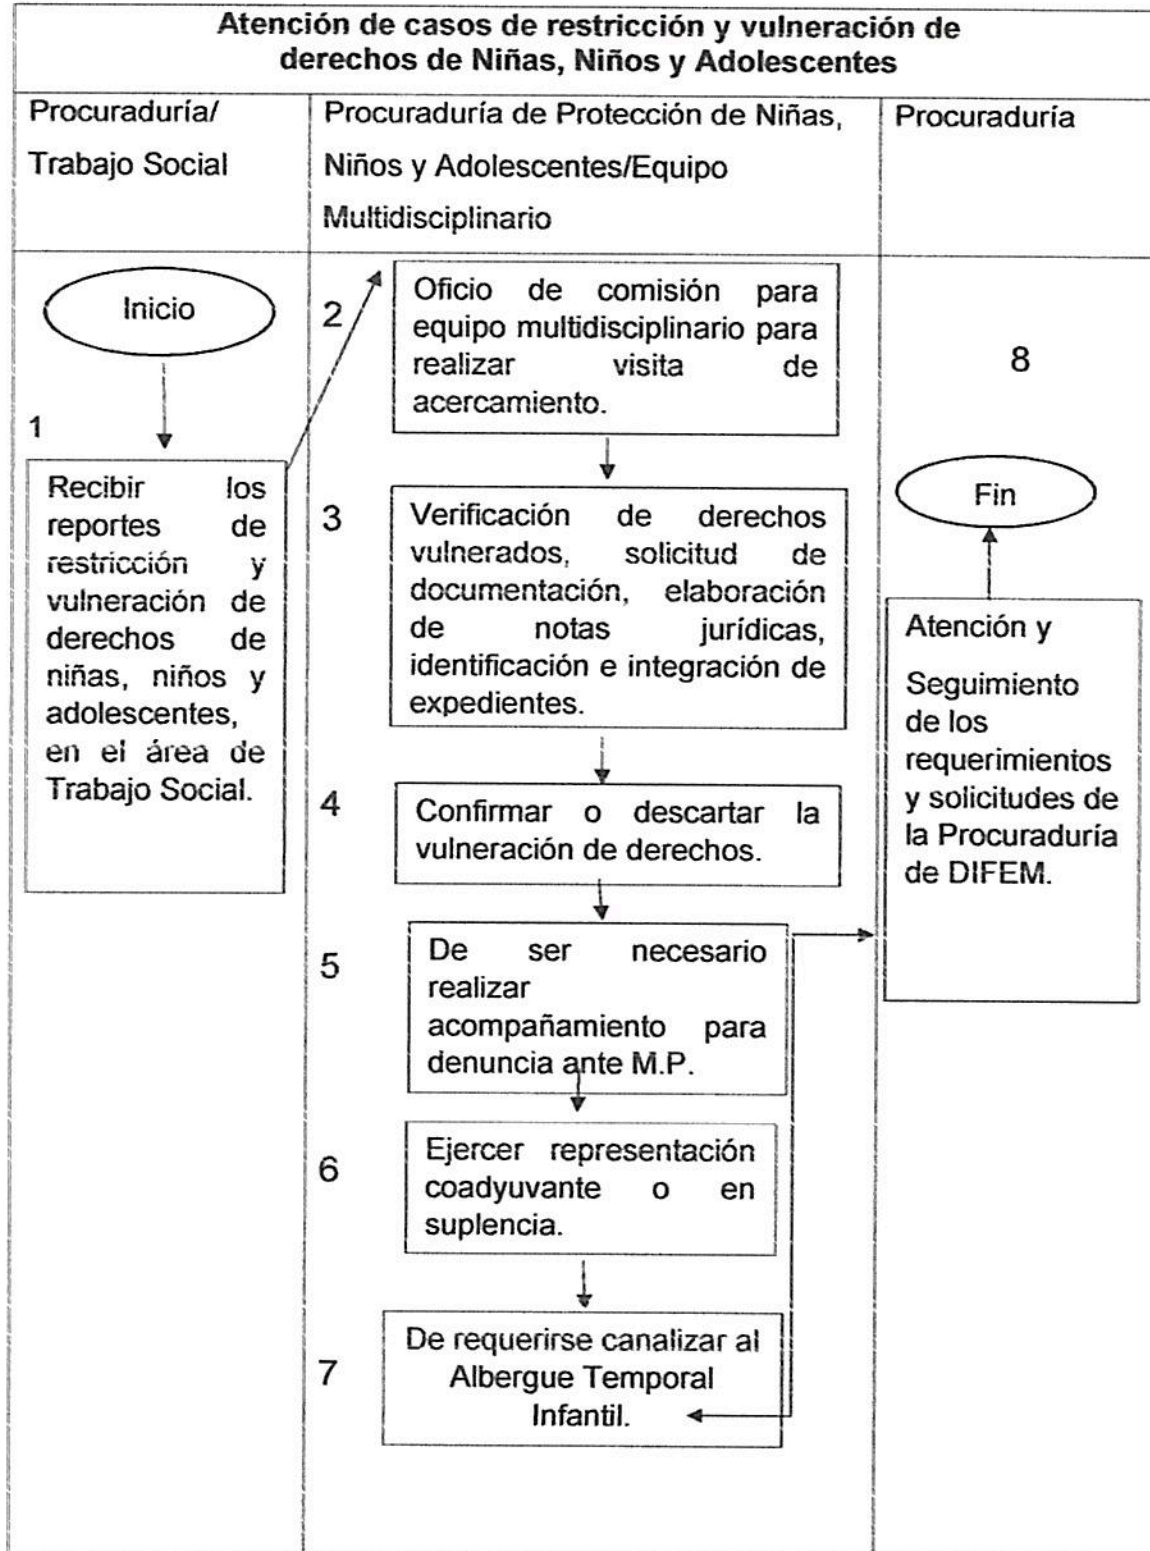 Atención de casos de restricción y vulneración de
derechos de Niñas, Niños y Adolescentes
Procuraduría/
Trabajo Social
Procuraduría de Protección de Niñas,
Niños y Adolescentes/Equipo
Multidisciplinario
Procuraduría
Inicio
1
Recibir los
reportes de
restricción y
vulneración de
derechos de
niñas, niños y
adolescentes,
en el área de
Trabajo Social.
2
Oficio de comisión para
equipo multidisciplinario para
realizar visita de
acercamiento.
3
Verificación de derechos
vulnerados, solicitud de
documentación, elaboración
de notas jurídicas,
identificación e integración de
expedientes.
4
Confirmar o descartar la
vulneración de derechos.
5
De ser necesario
realizar
acompañamiento para
denuncia ante M.P.
6
Ejercer representación
coadyuvante o en
suplencia.
7
De requerirse canalizar al
Albergue Temporal
Infantil.
8
Fin
Atención y
Seguimiento
de los
requerimientos
y solicitudes de
la Procuraduría
de DIFEM.